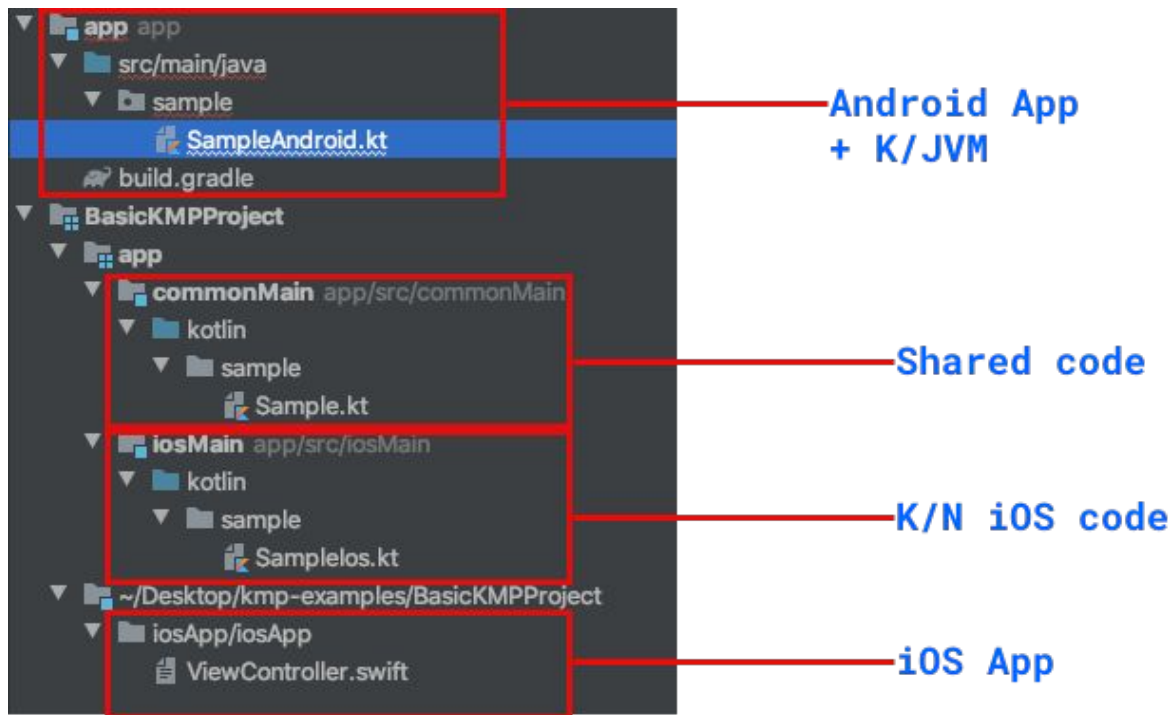 app app
src/main/java
sample
SampleAndroid.kt
build.gradle
Android App
+ K/JVM
BasicKMPProject
app
commonMain app/src/commonMain
kotlin
sample
Sample.kt
Shared code
iosMain app/src/iosMain
kotlin
sample
SampleIos.kt
K/N iOS code
~/Desktop/kmp-examples/BasicKMPProject
iosApp/iosApp
ViewController.swift
iOS App